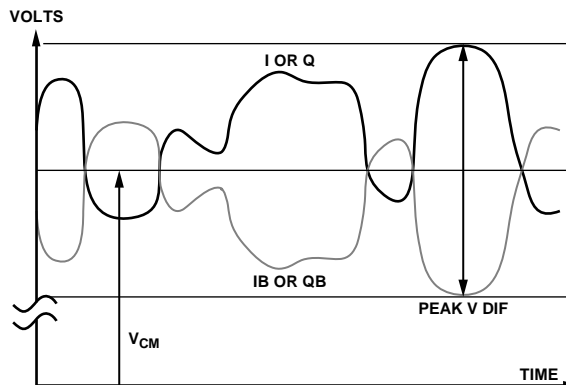 VOLTS
I OR Q
IB OR QB
PEAK V DIF
VCM
TIME